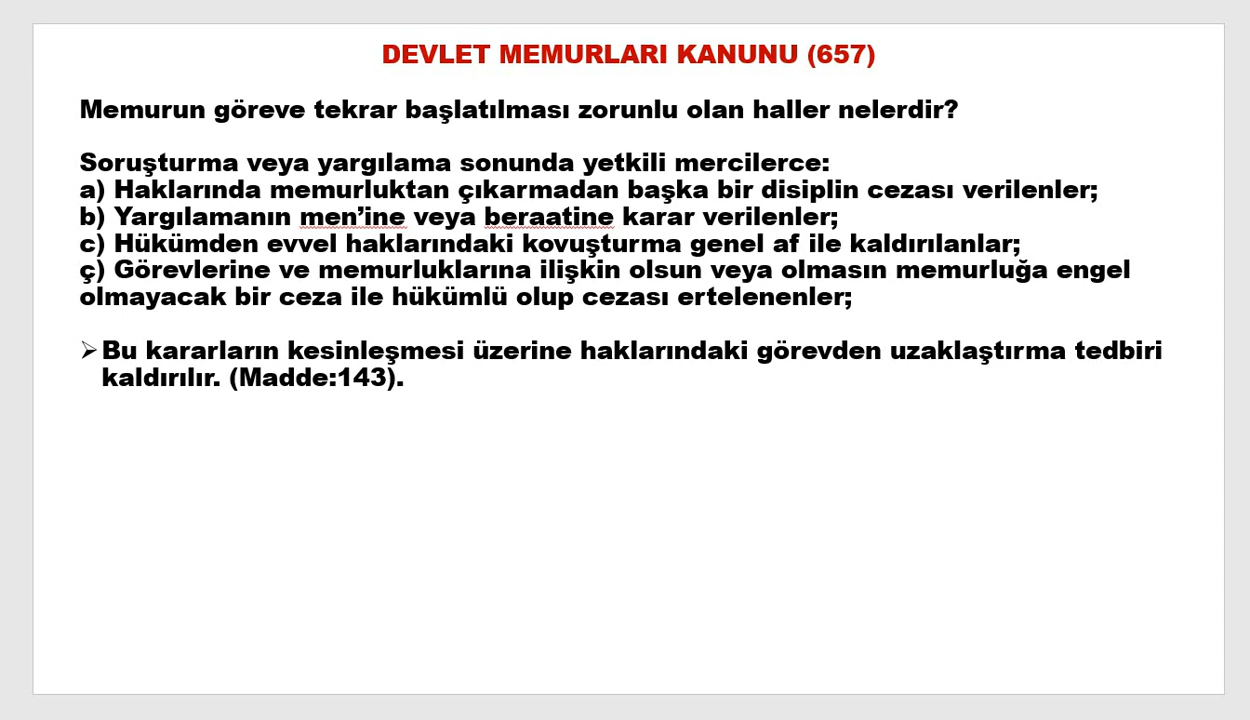 DEVLET MEMURLARI KANUNU (657)
Memurun göreve tekrar başlatılması zorunlu olan haller nelerdir?
Soruşturma veya yargılama sonunda yetkili mercilerce:
a) Haklarında memurluktan çıkarmadan başka bir disiplin cezası verilenler;
b) Yargılamanın men’ine veya beraatine karar verilenler;
c) Hükümden evvel haklarındaki kovuşturma genel af ile kaldırılanlar;
ç) Görevlerine ve memurluklarına ilişkin olsun veya olmasın memurluğa engel
olmayacak bir ceza ile hükümlü olup cezası ertelenenler;
➢ Bu kararların kesinleşmesi üzerine haklarındaki görevden uzaklaştırma tedbiri
kaldırılır. (Madde:143).